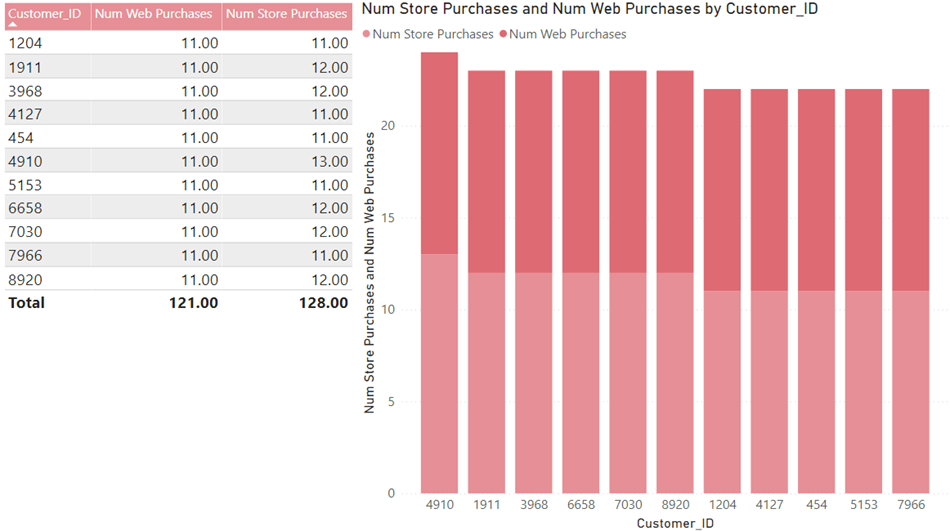 Customer_ID Num Web Purchases Num Store Purchases
1204 11.00 11.00
1911 11.00 12.00
3968 11.00 12.00
4127 11.00 11.00
454 11.00 11.00
4910 11.00 13.00
5153 11.00 11.00
6658 11.00 12.00
7030 11.00 12.00
7966 11.00 11.00
8920 11.00 12.00
Total 121.00 128.00
Num Store Purchases and Num Web Purchases by Customer_ID
Num Store Purchases Num Web Purchases
Num Store Purchases and Num Web Purchases
20
15
10
5
0
4910 1911 3968 6658 7030 8920 1204 4127 454 5153 7966
Customer_ID